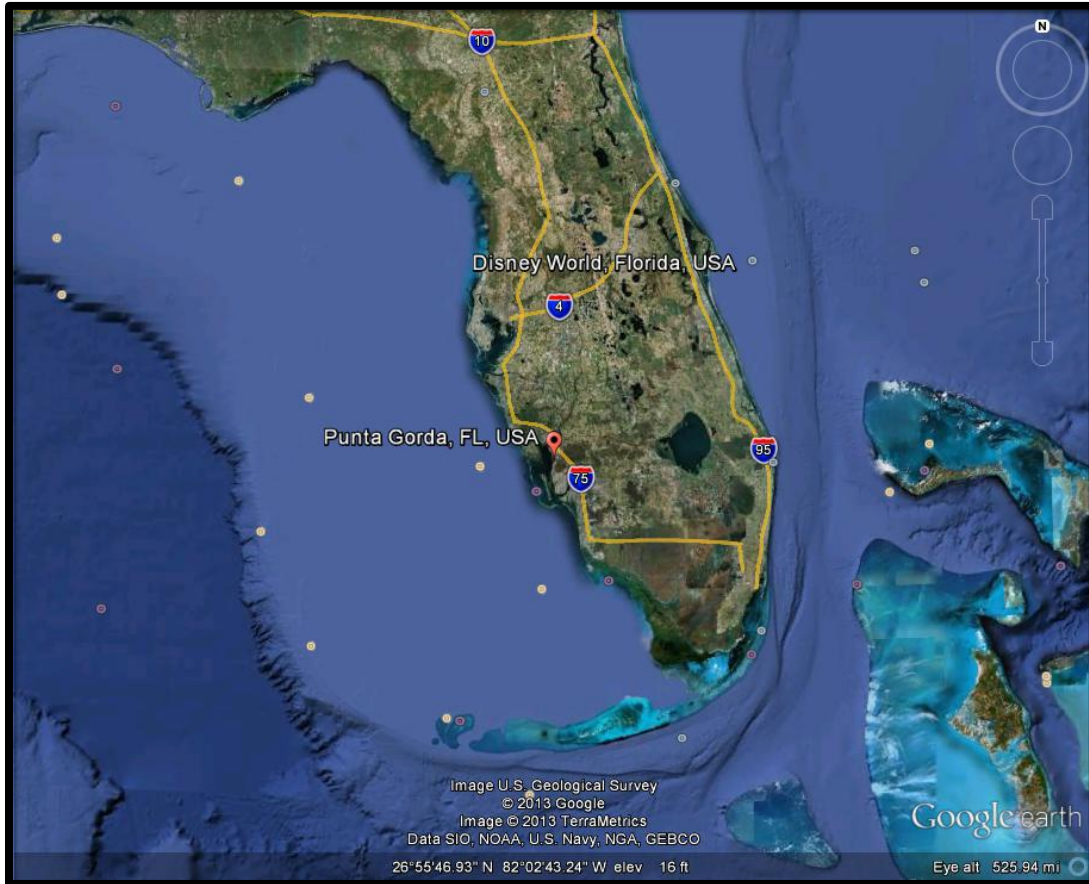 N
10
Disney World, Florida, USA
4
Punta Gorda, FL, USA
95
75
Image U.S. Geological Survey
© 2013 Google
Image © 2013 TerraMetrics
Data SIO, NOAA, U.S. Navy, NGA, GEBCO
Google earth
26°55'46.93" N 82°02'43.24" W elev 16 ft
Eye alt 525.94 mi